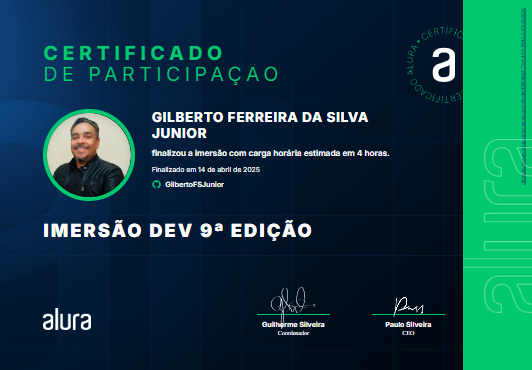 CERTIFICADO
DE PARTICIPAÇÃO
ALURA • CERTIFICADO
a
GILBERTO FERREIRA DA SILVA
JUNIOR
finalizou a imersão com carga horária estimada em 4 horas.
Finalizado em 14 de abril de 2025
GilbertoFSJunior
IMERSÃO DEV 9ª EDIÇÃO
alura
Guilherme Silveira
Coordenador
Paulo Silveira
CEO
alura